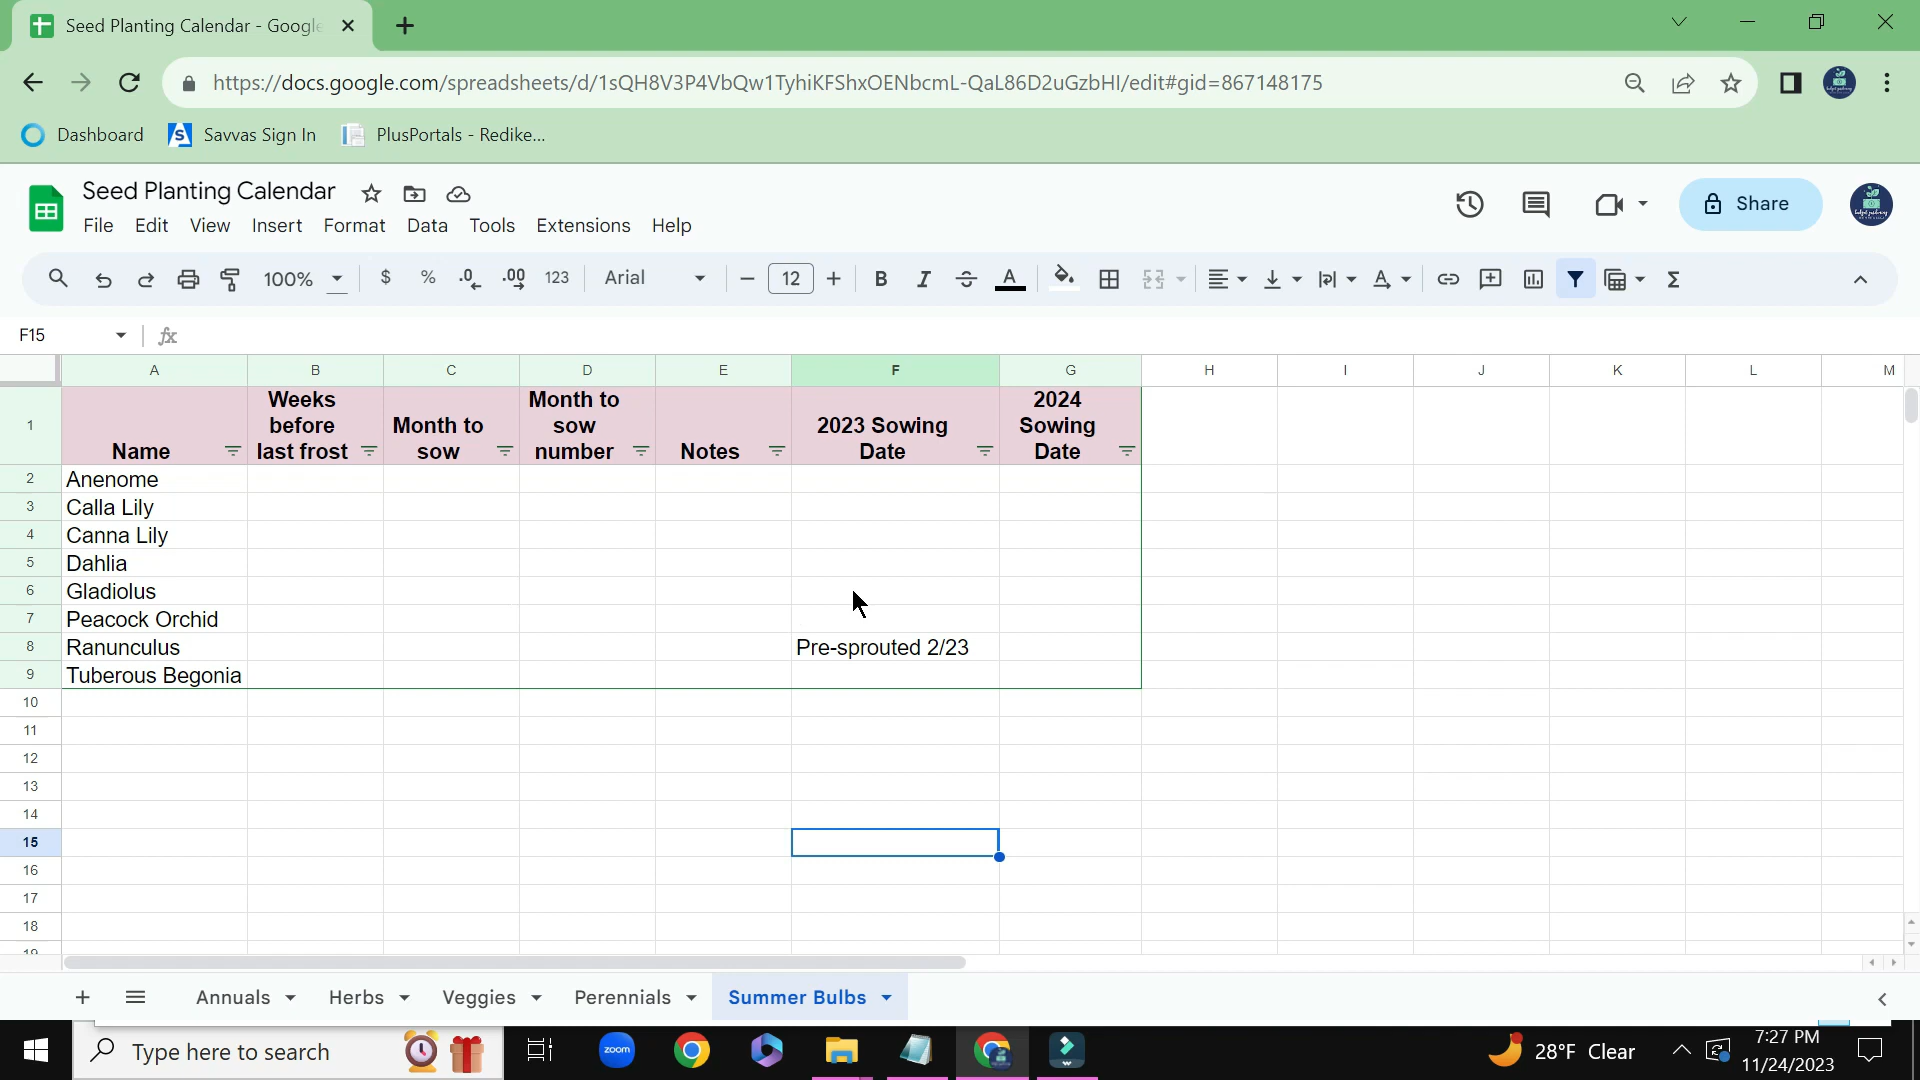 Seed Planting Calendar - Google
https://docs.google.com/spreadsheets/d/1sQH8V3P4VbQw1TyhiKFShxOENbcmL-QaL86D2uGzbHI/edit#gid=867148175
Dashboard Savvas Sign In PlusPortals - Redike...
Seed Planting Calendar
File Edit View Insert Format Data Tools Extensions Help
Share
100% $ % .0 .00 123 Arial 12
F15 fx
A B C D E F G H I J K L M
1 Name Weeks before last frost Month to sow Month to sow number Notes 2023 Sowing Date 2024 Sowing Date
2 Anenome
3 Calla Lily
4 Canna Lily
5 Dahlia
6 Gladiolus
7 Peacock Orchid
8 Ranunculus Pre-sprouted 2/23
9 Tuberous Begonia
10
11
12
13
14
15
16
17
18
19
Annuals Herbs Veggies Perennials Summer Bulbs
Type here to search zoom 28°F Clear 7:27 PM
11/24/2023